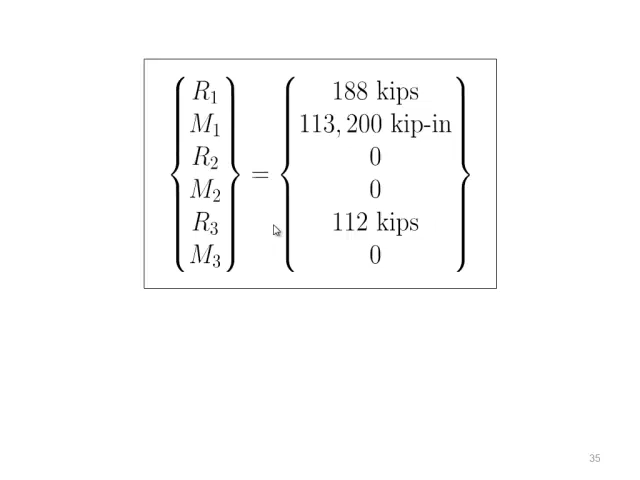 R1 = 188 kips
M1 = 113,200 kip-in
R2 = 0
M2 = 0
R3 = 112 kips
M3 = 0
35